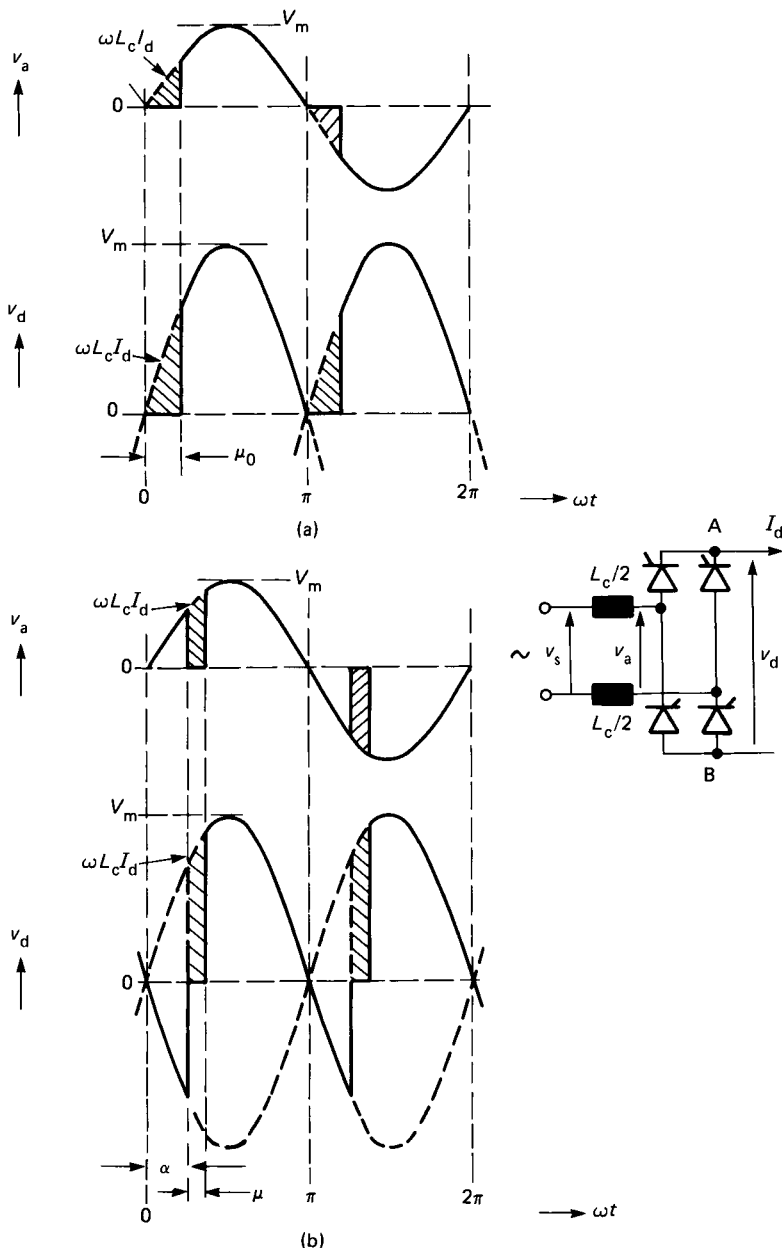 V_m
ωL_cI_d
v_a
0
V_m
v_d
ωL_cI_d
0
μ_0
0
π
2π
ωt
(a)
V_m
ωL_cI_d
v_a
0
V_m
ωL_cI_d
v_d
0
α
μ
0
π
2π
ωt
(b)
A
I_d
L_c/2
~
v_s
v_a
v_d
L_c/2
B